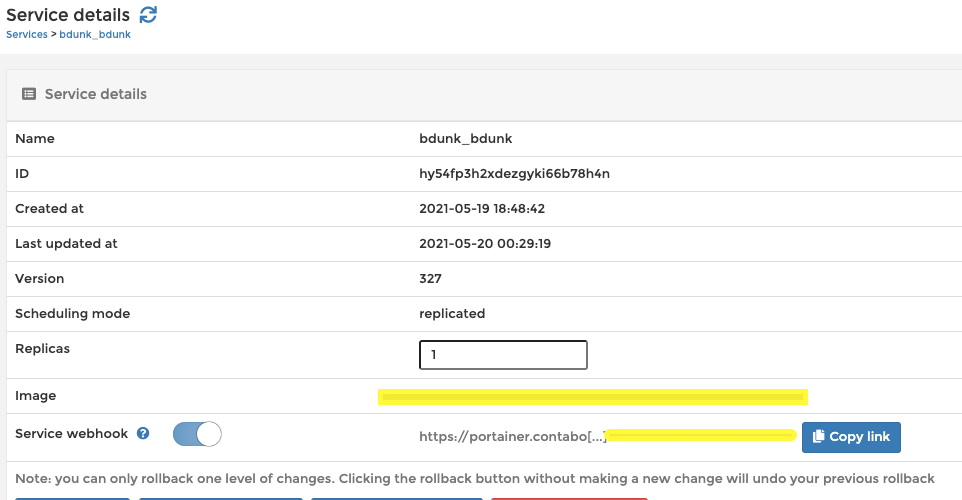 Service details
Services > bdunk_bdunk
Service details
Name bdunk_bdunk
ID hy54fp3h2xdezgyki66b78h4n
Created at 2021-05-19 18:48:42
Last updated at 2021-05-20 00:29:19
Version 327
Scheduling mode replicated
Replicas 1
Image
Service webhook https://portainer.contabo[...] Copy link
Note: you can only rollback one level of changes. Clicking the rollback button without making a new change will undo your previous rollback